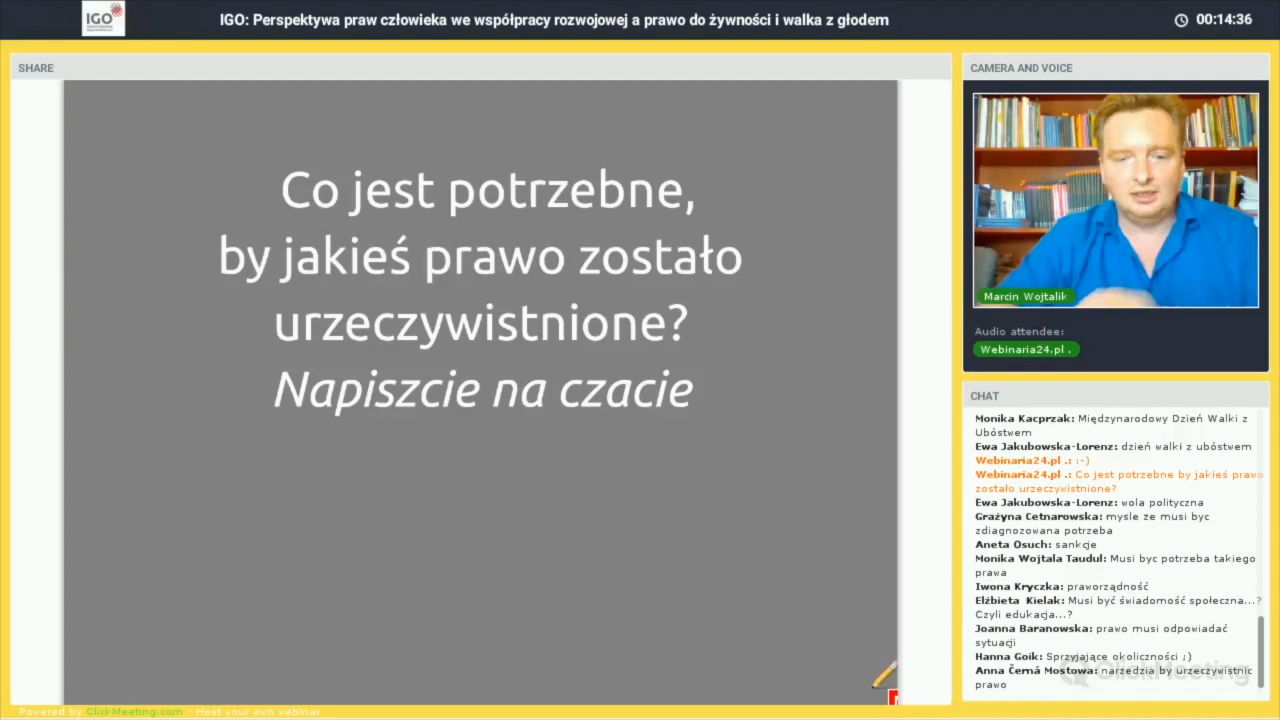 IGO
IGO: Perspektywa praw człowieka we współpracy rozwojowej a prawo do żywności i walka z głodem
00:14:36
SHARE
Co jest potrzebne,
by jakieś prawo zostało
urzeczywistnione?
Napiszcie na czacie
CAMERA AND VOICE
Marcin Wojtalik
Audio attendee:
Webinaria24.pl .
CHAT
Monika Kacprzak: Międzynarodowy Dzień Walki z
Ubóstwem
Ewa Jakubowska-Lorenz: dzień walki z ubóstwem
Webinaria24.pl .: :-)
Webinaria24.pl .: Co jest potrzebne by jakieś prawo
zostało urzeczywistnione?
Ewa Jakubowska-Lorenz: wola polityczna
Grażyna Cetnarowska: mysle ze musi byc
zdiagnozowana potrzeba
Aneta Osuch: sankcje
Monika Wojtala Taudul: Musi byc potrzeba takiego
prawa
Iwona Kryczka: praworządność
Elżbieta Kielak: Musi być świadomość społeczna...?
Czyli edukacja...?
Joanna Baranowska: prawo musi odpowiadać
sytuacji
Hanna Goik: Sprzyjające okoliczności ;)
Anna Černá Mostowa: narzedzia by urzeczywistnic
prawo
ClickMeeting
Powered by ClickMeeting.com - Host your own webinar